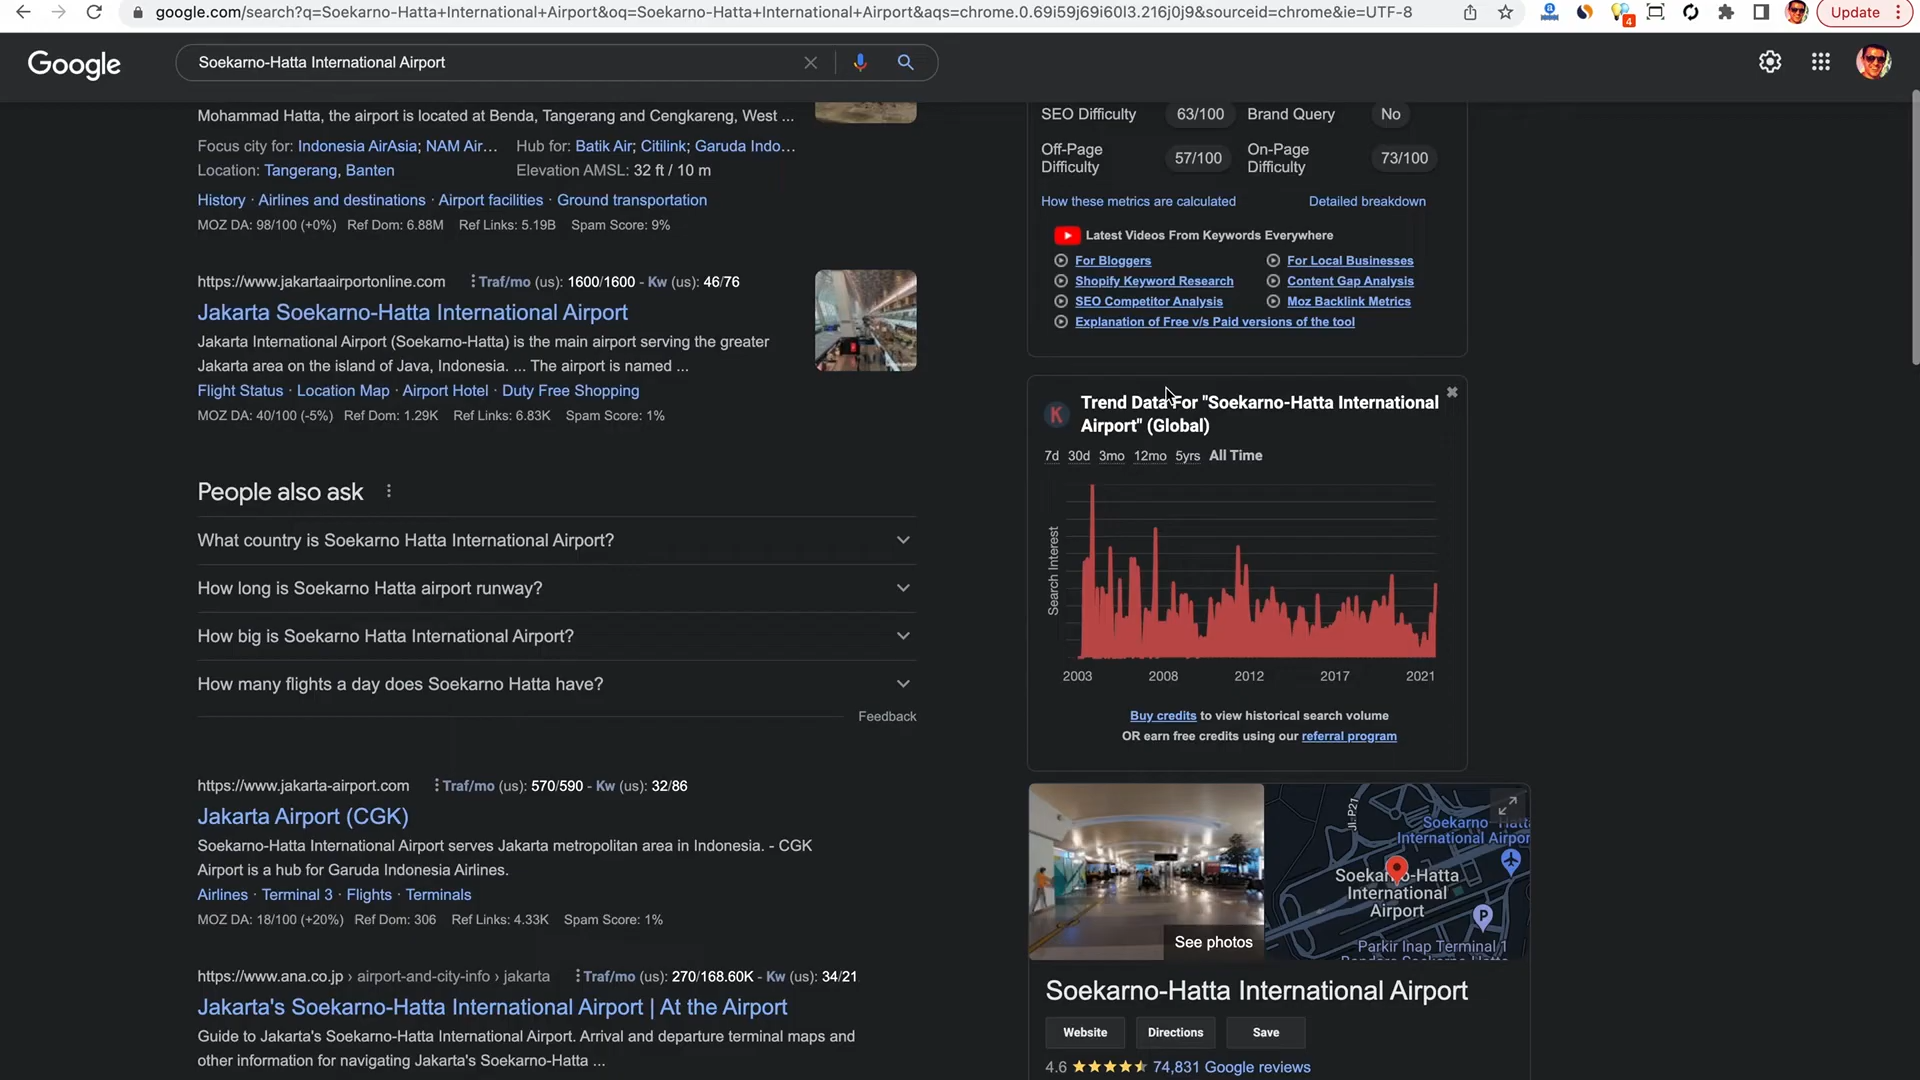 google.com/search?q=Soekarno-Hatta+International+Airport&oq=Soekarno-Hatta+International+Airport&aqs=chrome.0.69i59j69i60l3.216j0j9&sourceid=chrome&ie=UTF-8
4
Update
Google
Soekarno-Hatta International Airport
Mohammad Hatta, the airport is located at Benda, Tangerang and Cengkareng, West ...
Focus city for: Indonesia AirAsia; NAM Air... Hub for: Batik Air; Citilink; Garuda Indo...
Location: Tangerang, Banten Elevation AMSL: 32 ft / 10 m
History · Airlines and destinations · Airport facilities · Ground transportation
MOZ DA: 98/100 (+0%) Ref Dom: 6.88M Ref Links: 5.19B Spam Score: 9%
https://www.jakartaairportonline.com Traf/mo (us): 1600/1600 - Kw (us): 46/76
Jakarta Soekarno-Hatta International Airport
Jakarta International Airport (Soekarno-Hatta) is the main airport serving the greater
Jakarta area on the island of Java, Indonesia. ... The airport is named ...
Flight Status · Location Map · Airport Hotel · Duty Free Shopping
MOZ DA: 40/100 (-5%) Ref Dom: 1.29K Ref Links: 6.83K Spam Score: 1%
People also ask
What country is Soekarno Hatta International Airport?
How long is Soekarno Hatta airport runway?
How big is Soekarno Hatta International Airport?
How many flights a day does Soekarno Hatta have?
Feedback
https://www.jakarta-airport.com Traf/mo (us): 570/590 - Kw (us): 32/86
Jakarta Airport (CGK)
Soekarno-Hatta International Airport serves Jakarta metropolitan area in Indonesia. - CGK
Airport is a hub for Garuda Indonesia Airlines.
Airlines · Terminal 3 · Flights · Terminals
MOZ DA: 18/100 (+20%) Ref Dom: 306 Ref Links: 4.33K Spam Score: 1%
https://www.ana.co.jp › airport-and-city-info › jakarta Traf/mo (us): 270/168.60K - Kw (us): 34/21
Jakarta's Soekarno-Hatta International Airport | At the Airport
Guide to Jakarta's Soekarno-Hatta International Airport. Arrival and departure terminal maps and
other information for navigating Jakarta's Soekarno-Hatta ...
SEO Difficulty 63/100 Brand Query No
Off-Page Difficulty 57/100 On-Page Difficulty 73/100
How these metrics are calculated Detailed breakdown
Latest Videos From Keywords Everywhere
For Bloggers For Local Businesses
Shopify Keyword Research Content Gap Analysis
SEO Competitor Analysis Moz Backlink Metrics
Explanation of Free v/s Paid versions of the tool
K
Trend Data For "Soekarno-Hatta International
Airport" (Global)
7d 30d 3mo 12mo 5yrs All Time
Search Interest
2003 2008 2012 2017 2021
Buy credits to view historical search volume
OR earn free credits using our referral program
See photos
Jl. P21
Soekarno
International Airpor
Soekarno-Hatta
International
Airport
P
Parkir Inap Terminal 1
Soekarno-Hatta International Airport
Website Directions Save
4.6 74,831 Google reviews